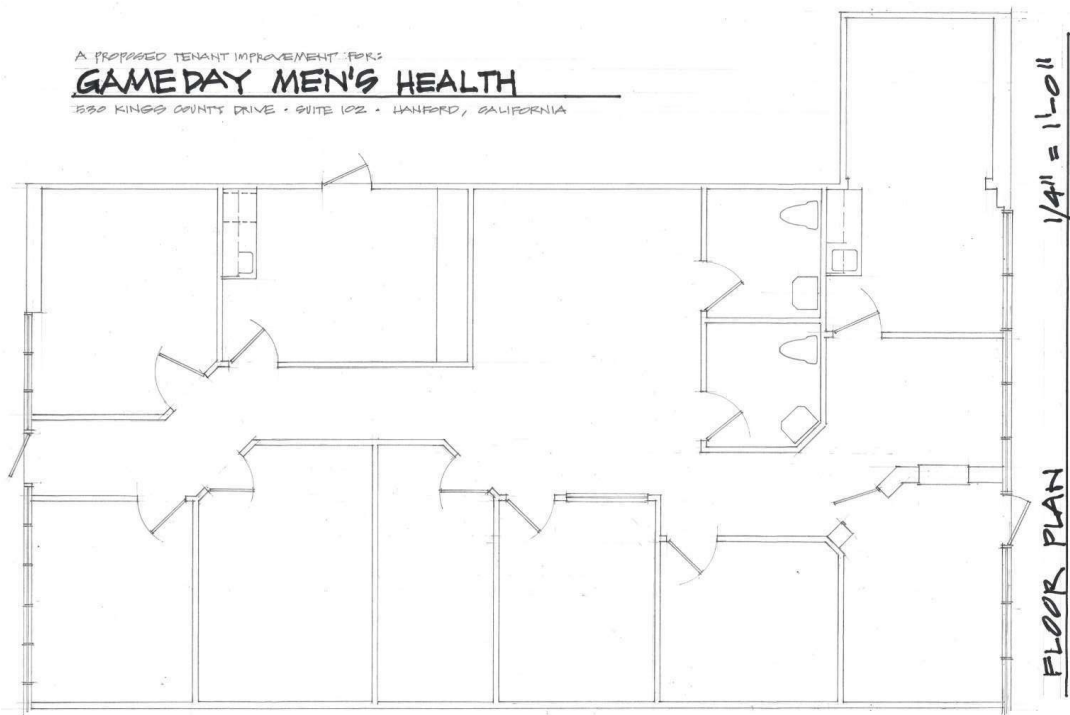 A PROPOSED TENANT IMPROVEMENT FOR:
GAMEDAY MEN'S HEALTH
530 KINGS COUNTY DRIVE • SUITE 102 • HANFORD, CALIFORNIA
FLOOR PLAN
1/4" = 1'-0"